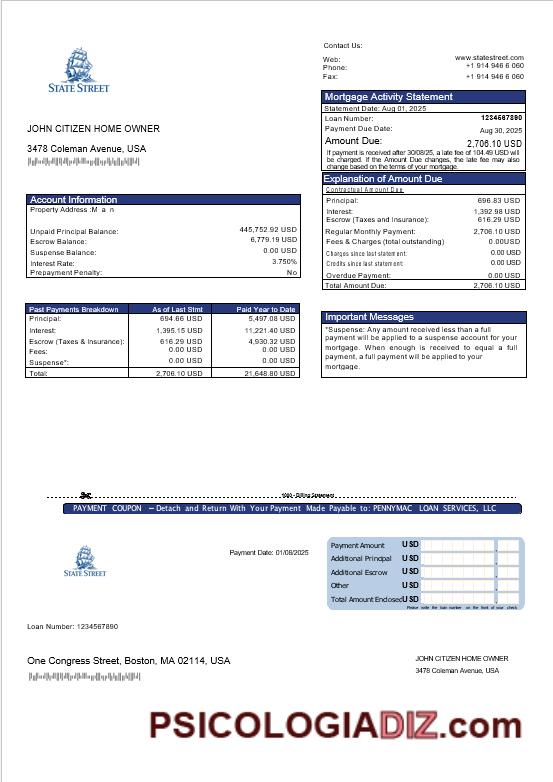 Contact Us:
Web: www.statestreet.com
Phone: +1 914 946 6 060
Fax: +1 914 946 6 060
STATE STREET
Mortgage Activity Statement
Statement Date: Aug 01, 2025
Loan Number: 1234567890
Payment Due Date: Aug 30, 2025
Amount Due: 2,706.10 USD
If payment is received after 30/08/25, a late fee of 104.49 USD will
be charged. If the Amount Due changes, the late fee may also
change based on the terms of your mortgage.
JOHN CITIZEN HOME OWNER
3478 Coleman Avenue, USA
Explanation of Amount Due
Contractual Amount Due
Principal: 696.83 USD
Interest: 1,392.98 USD
Escrow (Taxes and Insurance): 616.29 USD
Regular Monthly Payment: 2,706.10 USD
Fees & Charges (total outstanding) 0.00USD
Charges since last statement: 0.00 USD
Credits since last statement: 0.00 USD
Overdue Payment: 0.00 USD
Total Amount Due: 2,706.10 USD
Account Information
Property Address :M a n
Unpaid Principal Balance: 445,752.92 USD
Escrow Balance: 6,779.19 USD
Suspense Balance: 0.00 USD
Interest Rate: 3.750%
Prepayment Penalty: No
Past Payments Breakdown As of Last Stmt Paid Year to Date
Principal: 694.66 USD 5,497.08 USD
Interest: 1,395.15 USD 11,221.40 USD
Escrow (Taxes & Insurance): 616.29 USD 4,930.32 USD
Fees: 0.00 USD 0.00 USD
Suspense*: 0.00 USD 0.00 USD
Total: 2,706.10 USD 21,648.80 USD
Important Messages
*Suspense: Any amount received less than a full
payment will be applied to a suspense account for your
mortgage. When enough is received to equal a full
payment, a full payment will be applied to your
mortgage.
1000 - Billing Statement
PAYMENT COUPON – Detach and Return With Your Payment Made Payable to: PENNYMAC LOAN SERVICES, LLC
STATE STREET
Payment Date: 01/08/2025
Payment Amount USD
Additional Principal USD
Additional Escrow USD
Other USD
Total Amount Enclosed USD
Please write the loan number on the front of your check
Loan Number: 1234567890
One Congress Street, Boston, MA 02114, USA
JOHN CITIZEN HOME OWNER
3478 Coleman Avenue, USA
PSICOLOGIADIZ.com